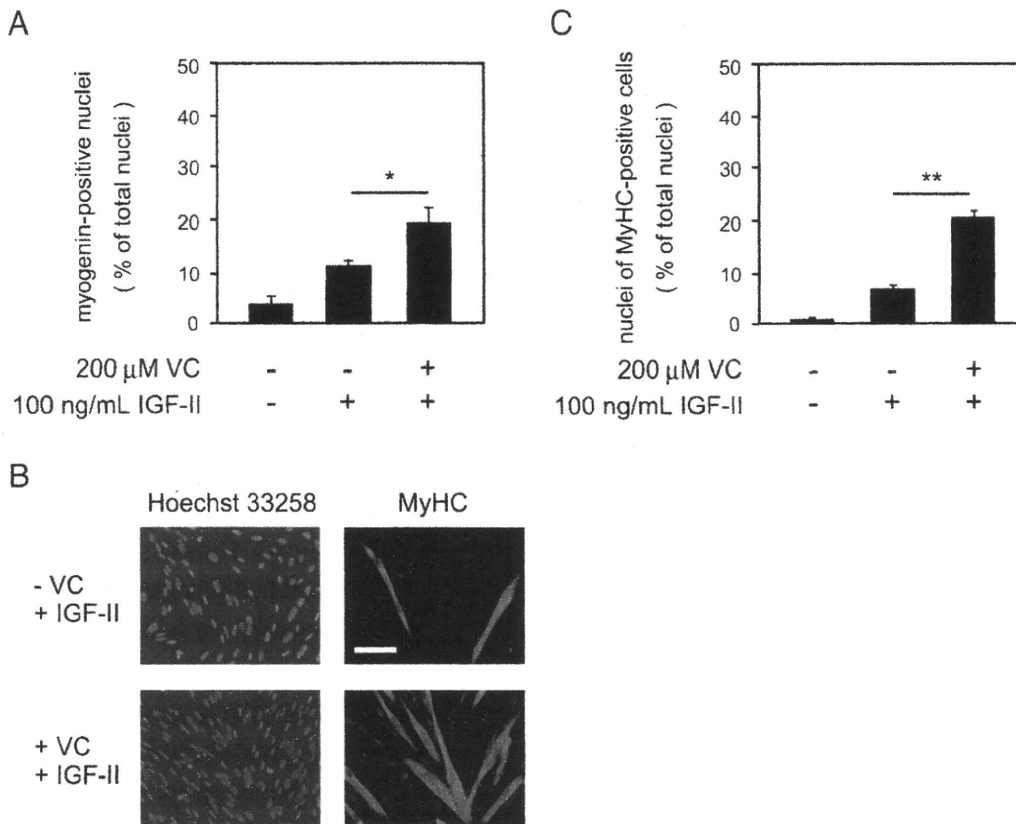 A
myogenin-positive nuclei
( % of total nuclei )
50
40
30
20
10
0
*
200 μM VC - - +
100 ng/mL IGF-II - + +
C
nuclei of MyHC-positive cells
( % of total nuclei )
50
40
30
20
10
0
**
200 μM VC - - +
100 ng/mL IGF-II - + +
B
Hoechst 33258 MyHC
- VC
+ IGF-II
+ VC
+ IGF-II